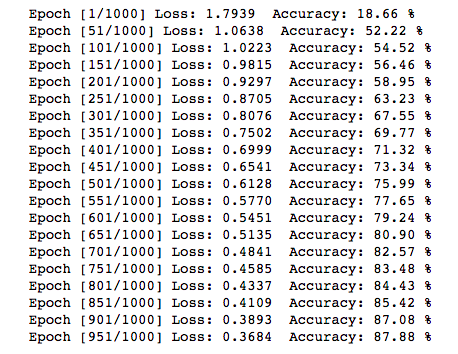 Epoch [1/1000] Loss: 1.7939  Accuracy: 18.66 %
Epoch [51/1000] Loss: 1.0638  Accuracy: 52.22 %
Epoch [101/1000] Loss: 1.0223  Accuracy: 54.52 %
Epoch [151/1000] Loss: 0.9815  Accuracy: 56.46 %
Epoch [201/1000] Loss: 0.9297  Accuracy: 58.95 %
Epoch [251/1000] Loss: 0.8705  Accuracy: 63.23 %
Epoch [301/1000] Loss: 0.8076  Accuracy: 67.55 %
Epoch [351/1000] Loss: 0.7502  Accuracy: 69.77 %
Epoch [401/1000] Loss: 0.6999  Accuracy: 71.32 %
Epoch [451/1000] Loss: 0.6541  Accuracy: 73.34 %
Epoch [501/1000] Loss: 0.6128  Accuracy: 75.99 %
Epoch [551/1000] Loss: 0.5770  Accuracy: 77.65 %
Epoch [601/1000] Loss: 0.5451  Accuracy: 79.24 %
Epoch [651/1000] Loss: 0.5135  Accuracy: 80.90 %
Epoch [701/1000] Loss: 0.4841  Accuracy: 82.57 %
Epoch [751/1000] Loss: 0.4585  Accuracy: 83.48 %
Epoch [801/1000] Loss: 0.4337  Accuracy: 84.43 %
Epoch [851/1000] Loss: 0.4109  Accuracy: 85.42 %
Epoch [901/1000] Loss: 0.3893  Accuracy: 87.08 %
Epoch [951/1000] Loss: 0.3684  Accuracy: 87.88 %